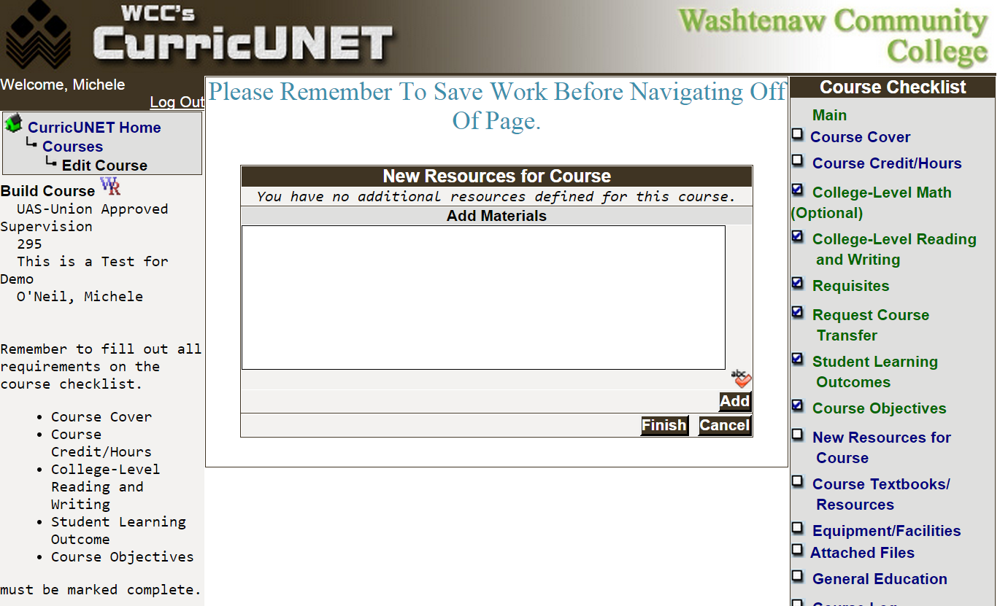 WCC's
CurricUNET
Washtenaw Community
College
Welcome, Michele
Log Out
CurricUNET Home
Courses
Edit Course
Build Course WR
UAS-Union Approved
Supervision
295
This is a Test for
Demo
O'Neil, Michele
Remember to fill out all
requirements on the
course checklist.
• Course Cover
• Course
Credit/Hours
• College-Level
Reading and
Writing
• Student Learning
Outcome
• Course Objectives
must be marked complete.
Please Remember To Save Work Before Navigating Off
Of Page.
New Resources for Course
You have no additional resources defined for this course.
Add Materials
abc
Add
Finish Cancel
Course Checklist
Main
Course Cover
Course Credit/Hours
College-Level Math
(Optional)
College-Level Reading
and Writing
Requisites
Request Course
Transfer
Student Learning
Outcomes
Course Objectives
New Resources for
Course
Course Textbooks/
Resources
Equipment/Facilities
Attached Files
General Education